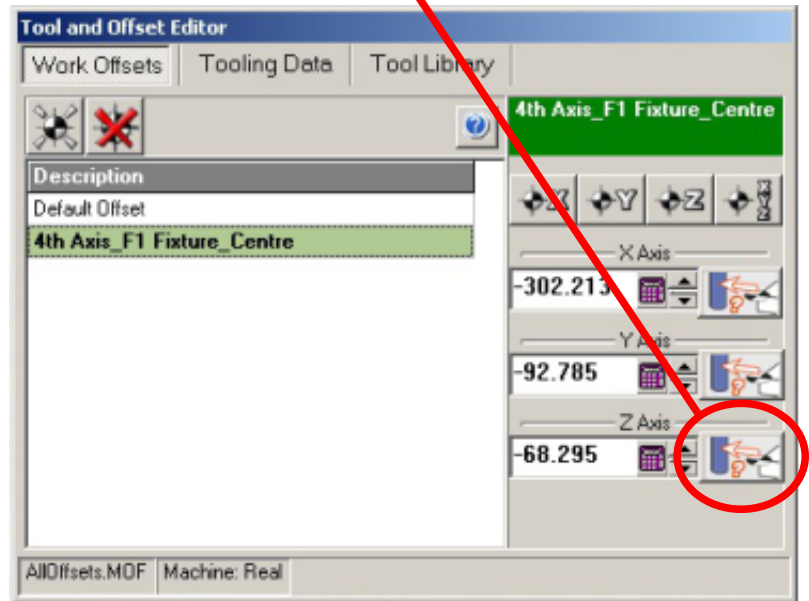 Tool and Offset Editor
Work Offsets Tooling Data Tool Library
4th Axis_F1 Fixture_Centre
Description
Default Offset
4th Axis_F1 Fixture_Centre
X Y Z XYZ
X Axis
-302.213
Y Axis
-92.785
Z Axis
-68.295
AllOffsets.MOF Machine: Real